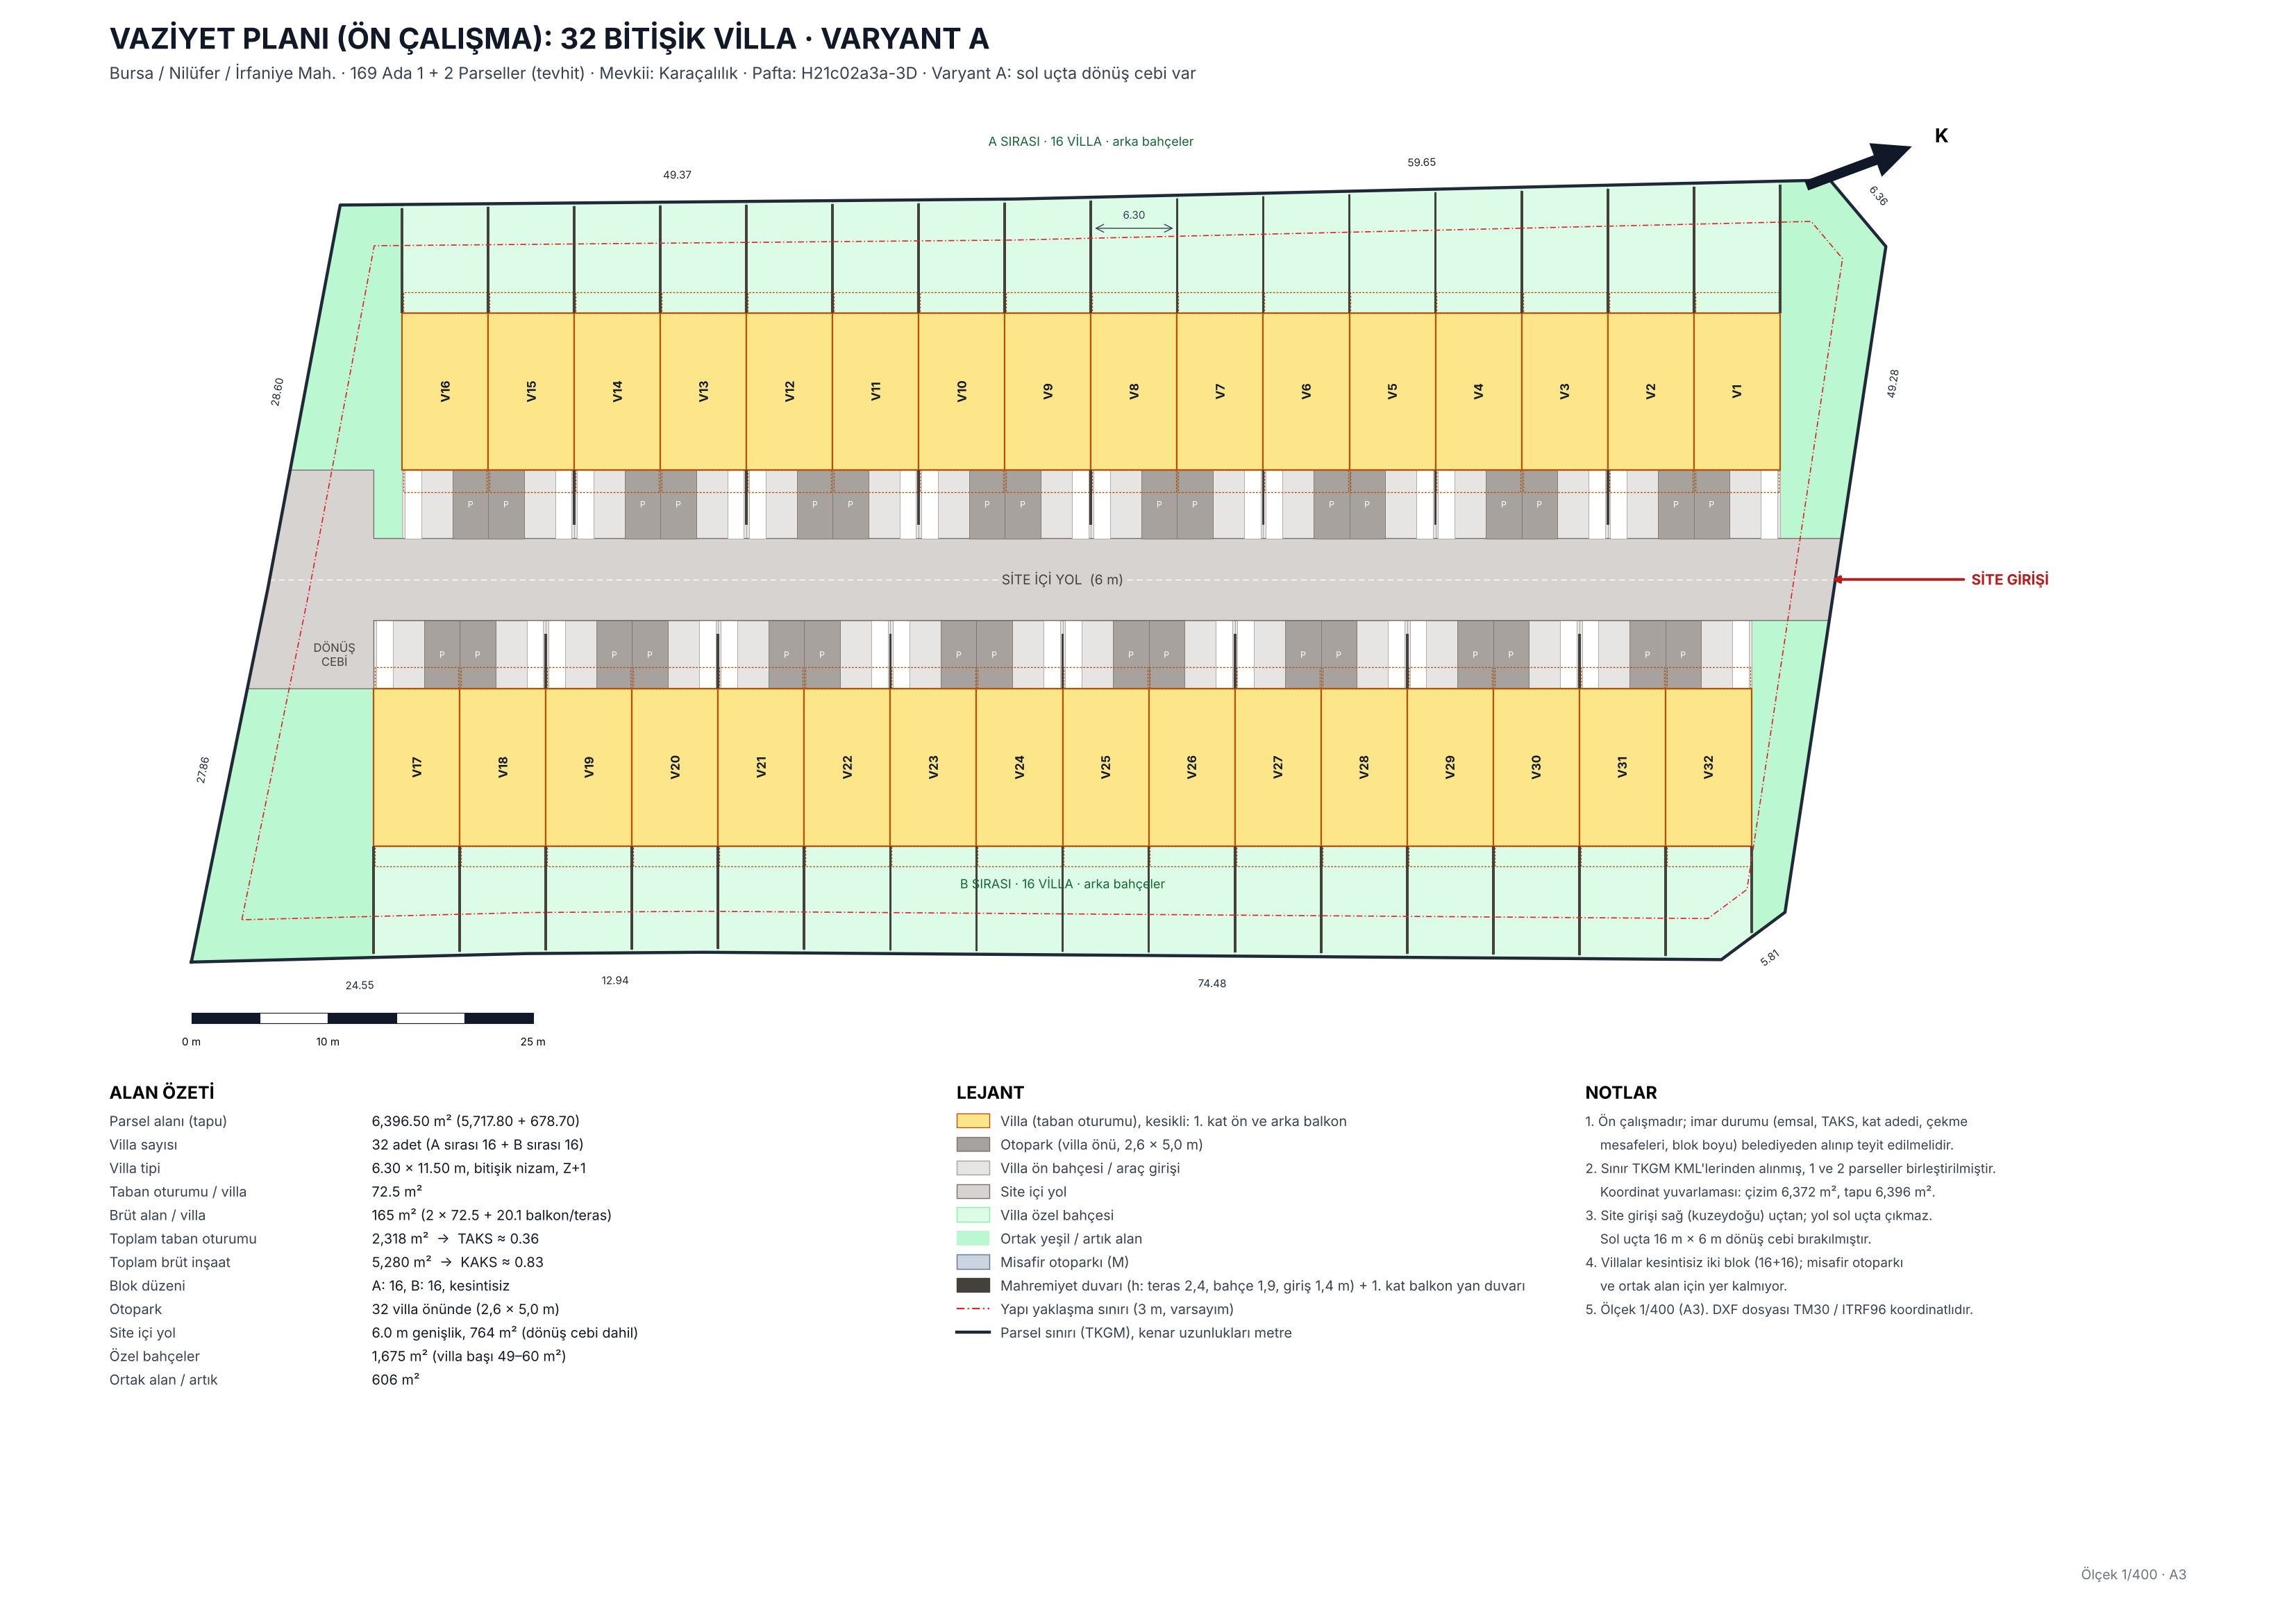 VAZİYET PLANI (ÖN ÇALIŞMA): 32 BİTİŞİK VİLLA · VARYANT A
Bursa / Nilüfer / İrfaniye Mah. · 169 Ada 1 + 2 Parseller (tevhit) · Mevkii: Karaçalılık · Pafta: H21c02a3a-3D · Varyant A: sol uçta dönüş cebi var
K
A SIRASI · 16 VİLLA · arka bahçeler
49.37
59.65
6.36
6.30
28.60
49.28
V16
V15
V14
V13
V12
V11
V10
V9
V8
V7
V6
V5
V4
V3
V2
V1
P P P P P P P P P P P P P P P P
SİTE İÇİ YOL (6 m)
SİTE GİRİŞİ
DÖNÜŞ
CEBİ
P P P P P P P P P P P P P P P P
27.86
V17
V18
V19
V20
V21
V22
V23
V24
V25
V26
V27
V28
V29
V30
V31
V32
B SIRASI · 16 VİLLA · arka bahçeler
24.55
12.94
74.48
5.81
0 m
10 m
25 m
ALAN ÖZETİ
Parsel alanı (tapu) 6,396.50 m² (5,717.80 + 678.70)
Villa sayısı 32 adet (A sırası 16 + B sırası 16)
Villa tipi 6.30 × 11.50 m, bitişik nizam, Z+1
Taban oturumu / villa 72.5 m²
Brüt alan / villa 165 m² (2 × 72.5 + 20.1 balkon/teras)
Toplam taban oturumu 2,318 m² → TAKS ≈ 0.36
Toplam brüt inşaat 5,280 m² → KAKS ≈ 0.83
Blok düzeni A: 16, B: 16, kesintisiz
Otopark 32 villa önünde (2,6 × 5,0 m)
Site içi yol 6.0 m genişlik, 764 m² (dönüş cebi dahil)
Özel bahçeler 1,675 m² (villa başı 49–60 m²)
Ortak alan / artık 606 m²
LEJANT
Villa (taban oturumu), kesikli: 1. kat ön ve arka balkon
Otopark (villa önü, 2,6 × 5,0 m)
Villa ön bahçesi / araç girişi
Site içi yol
Villa özel bahçesi
Ortak yeşil / artık alan
Misafir otoparkı (M)
Mahremiyet duvarı (h: teras 2,4, bahçe 1,9, giriş 1,4 m) + 1. kat balkon yan duvarı
Yapı yaklaşma sınırı (3 m, varsayım)
Parsel sınırı (TKGM), kenar uzunlukları metre
NOTLAR
1. Ön çalışmadır; imar durumu (emsal, TAKS, kat adedi, çekme
mesafeleri, blok boyu) belediyeden alınıp teyit edilmelidir.
2. Sınır TKGM KML'lerinden alınmış, 1 ve 2 parseller birleştirilmiştir.
Koordinat yuvarlaması: çizim 6,372 m², tapu 6,396 m².
3. Site girişi sağ (kuzeydoğu) uçtan; yol sol uçta çıkmaz.
Sol uçta 16 m × 6 m dönüş cebi bırakılmıştır.
4. Villalar kesintisiz iki blok (16+16); misafir otoparkı
ve ortak alan için yer kalmıyor.
5. Ölçek 1/400 (A3). DXF dosyası TM30 / ITRF96 koordinatlıdır.
Ölçek 1/400 · A3